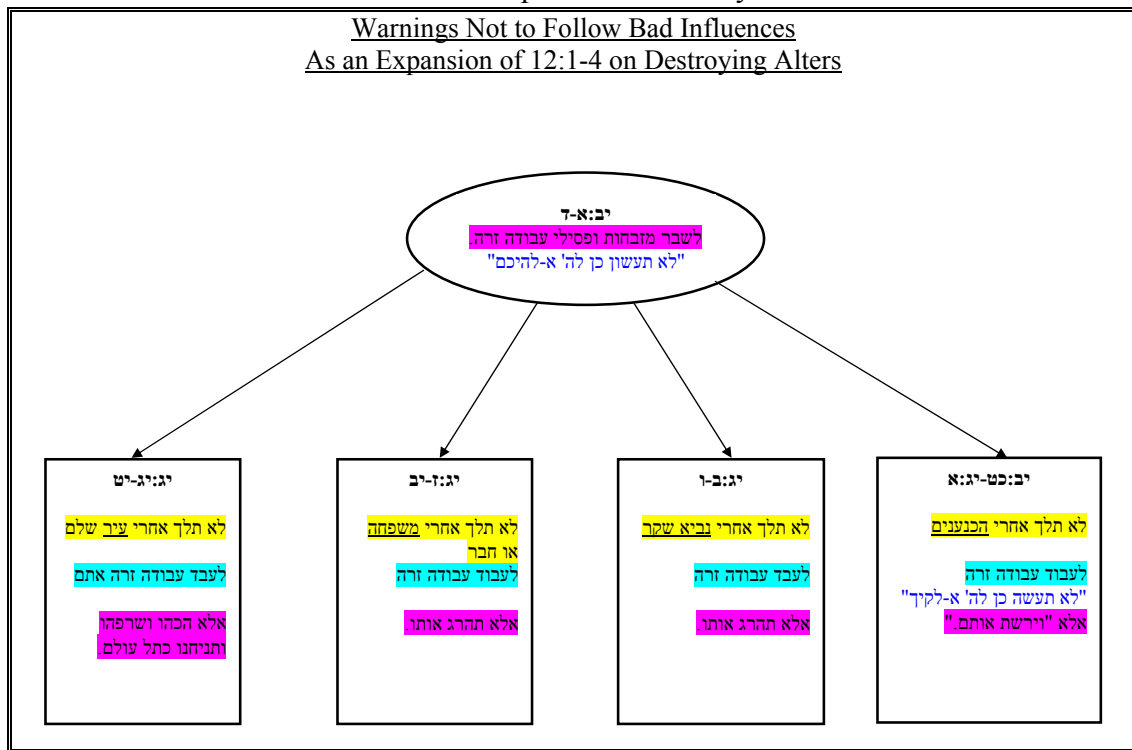 Warnings Not to Follow Bad Influences
As an Expansion of 12:1-4 on Destroying Alters
יב:א-ד
לשבר מזבחות ופסילי עבודה זרה.
"לא תעשון כן לה' א-להיכם"
יב:כט-יג:א
לא תלך אחרי הכנענים
לעבוד עבודה זרה
"לא תעשה כן לה' א-לקיך"
אלא "וירשת אותם."
יג:ב-ו
לא תלך אחרי נביא שקר
לעבד עבודה זרה
אלא תהרג אותו.
יג:ז-יב
לא תלך אחרי משפחה
או חבר
לעבוד עבודה זרה
אלא תהרג אותו.
יג:יג-יט
לא תלך אחרי עיר שלם
לעבד עבודה זרה אתם
אלא הכהו ושרפהו
ותניחנו כתל עולם.